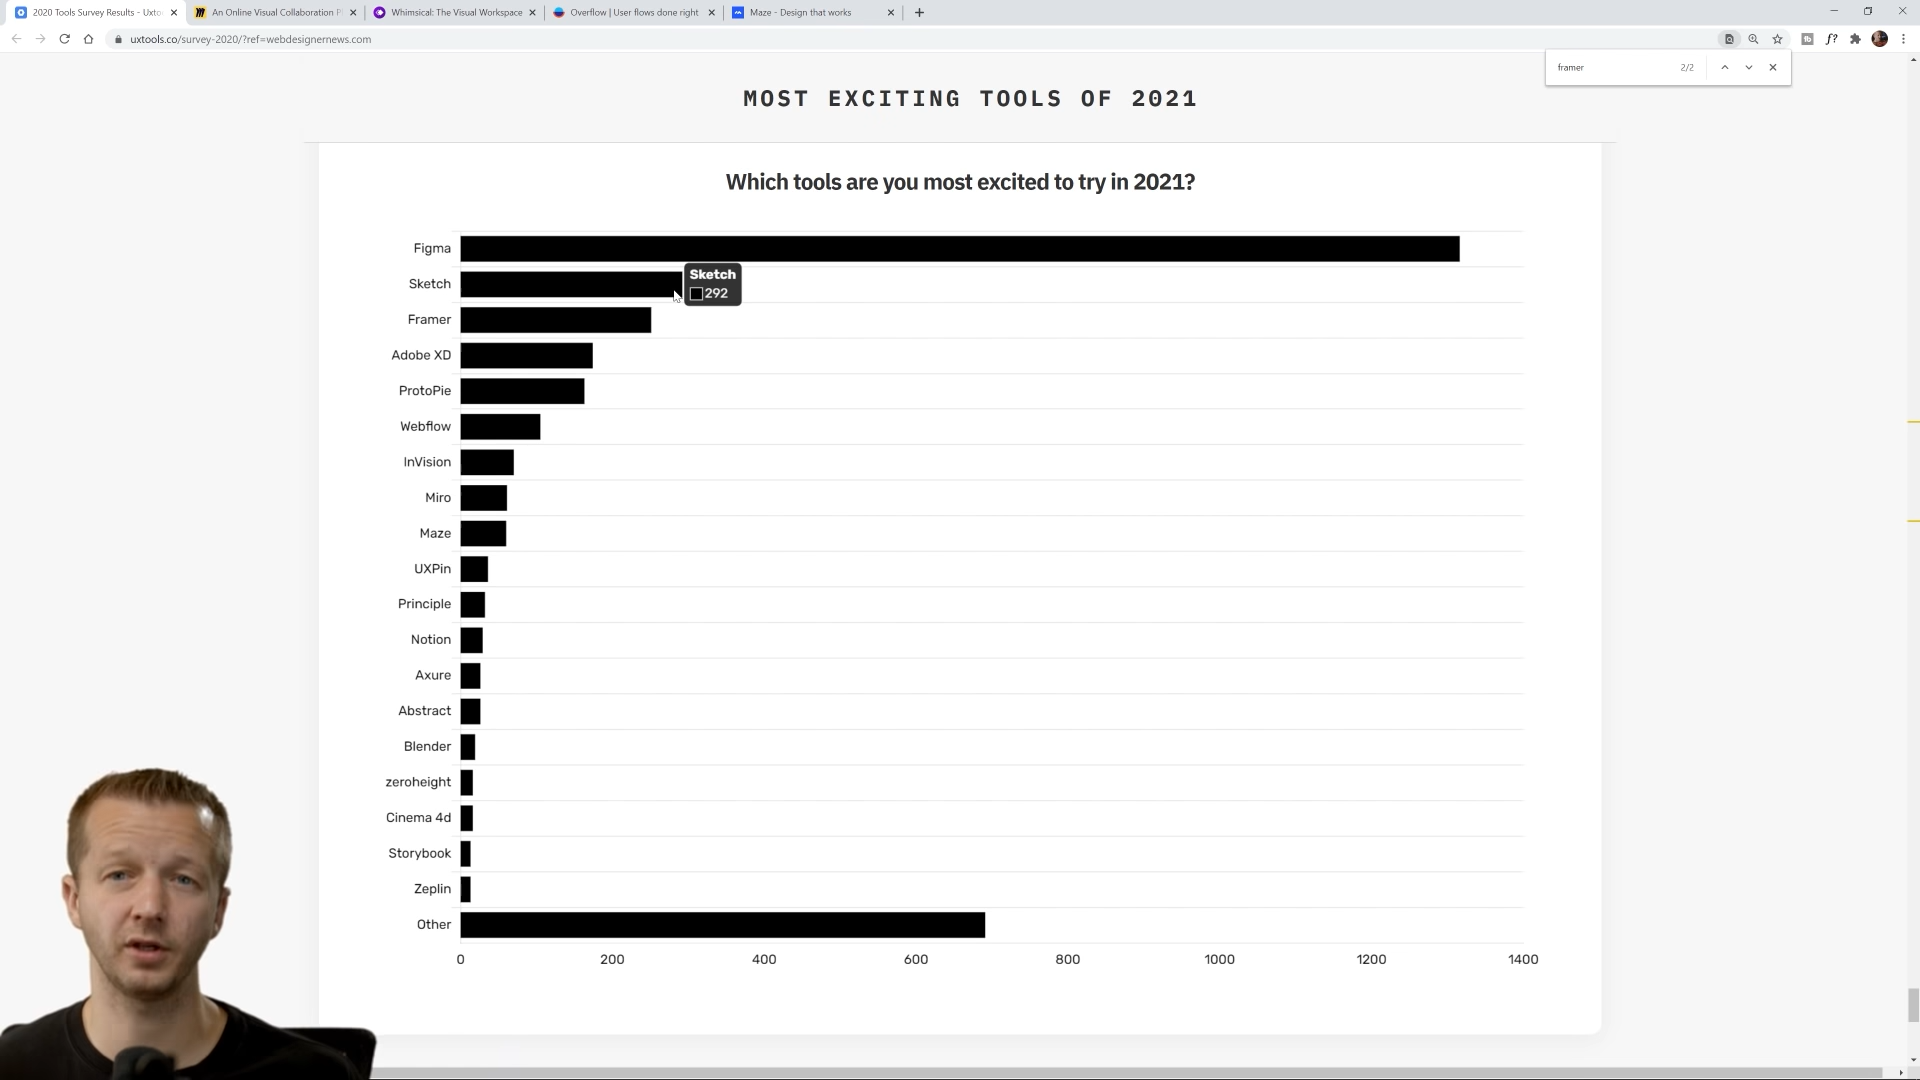 2020 Tools Survey Results - Uxto
An Online Visual Collaboration P
Whimsical: The Visual Workspace
Overflow | User flows done right
Maze - Design that works
uxtools.co/survey-2020/?ref=webdesignernews.com
framer 2/2
MOST EXCITING TOOLS OF 2021
Which tools are you most excited to try in 2021?
Figma
Sketch
Sketch
292
Framer
Adobe XD
ProtoPie
Webflow
InVision
Miro
Maze
UXPin
Principle
Notion
Axure
Abstract
Blender
zeroheight
Cinema 4d
Storybook
Zeplin
Other
0 200 400 600 800 1000 1200 1400